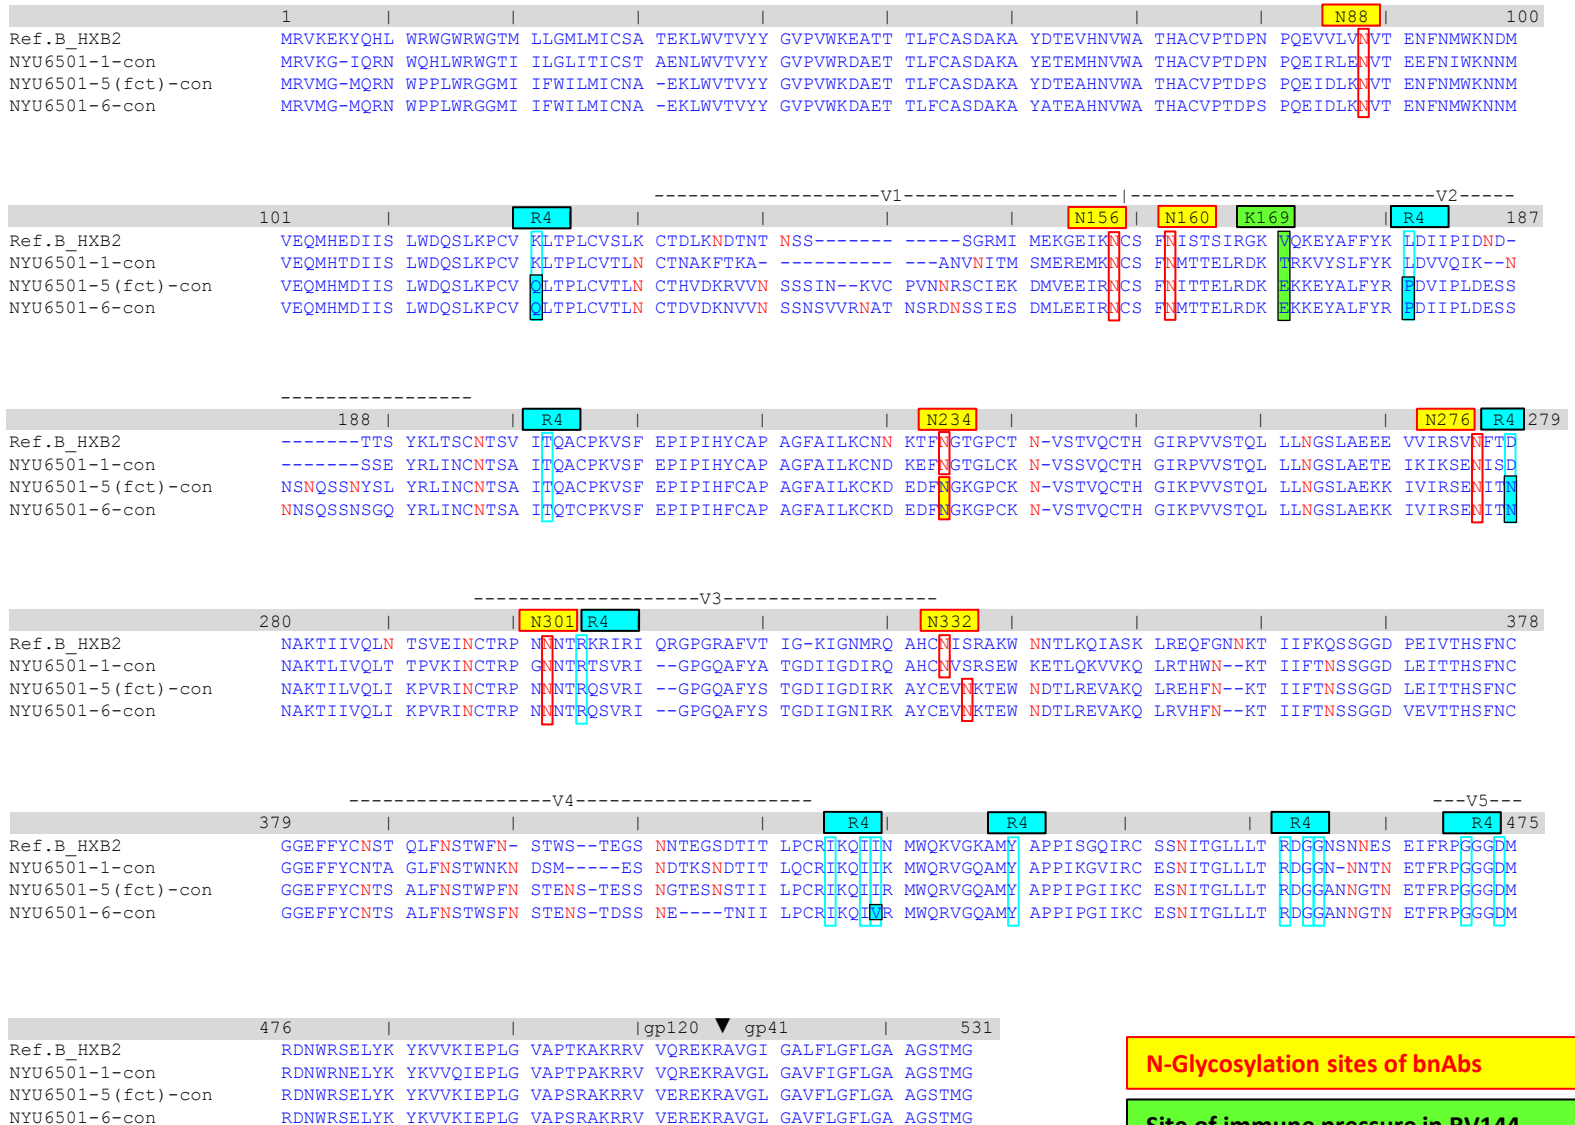 1 | | | | | | | | N88 | 100
Ref.B_HXB2 MRVKEKYQHL WRWGWRWGTM LLGMLMICSA TEKLWVTVYY GVPVWKEATT TLFCASDAKA YDTEVHNVWA THACVPTDPN PQEVVLVNVT ENFNMWKNDM
NYU6501-1-con MRVKG-IQRN WQHLWRWGTI ILGLITICST AENLWVTVYY GVPVWRDAET TLFCASDAKA YETEMHNVWA THACVPTDPN PQEIRLENVT EEFNIWKNNM
NYU6501-5(fct)-con MRVMG-MQRN WPPLWRGGMI IFWILMICNA -EKLWVTVYY GVPVWKDAET TLFCASDAKA YDTEAHNVWA THACVPTDPS PQEIDLKNVT ENFNMWKNNM
NYU6501-6-con MRVMG-MQRN WPPLWRGGMI IFWILMICNA -EKLWVTVYY GVPVWKDAET TLFCASDAKA YATEAHNVWA THACVPTDPS PQEIDLKNVT ENFNMWKNNM
--------------------V1--------------------|---------------------------V2-----
101 | R4 | | | | N156 | N160 K169 | R4 187
Ref.B_HXB2 VEQMHEDIIS LWDQSLKPCV KLTPLCVSLK CTDLKNDTNT NSS------- -----SGRMI MEKGEIKNCS FNISTSIRGK VQKEYAFFYK LDIIPIDND-
NYU6501-1-con VEQMHTDIIS LWDQSLKPCV KLTPLCVTLN CTNAKFTKA- ---------- ---ANVNITM SMEREMKNCS FNMTTELRDK TRKVYSLFYK LDVVQIK--N
NYU6501-5(fct)-con VEQMHMDIIS LWDQSLKPCV QLTPLCVTLN CTHVDKRVVN SSSIN--KVC PVNNRSCIEK DMVEEIRNCS FNITTELRDK EKKEYALFYR PDVIPLDESS
NYU6501-6-con VEQMHMDIIS LWDQSLKPCV QLTPLCVTLN CTDVDKNVVN SSNSVVRNAT NSRDNSSIES DMLEEIRNCS FNMTTELRDK EKKEYALFYR PDIIPLDESS
-----------------
188 | | R4 | | | N234 | | | N276 R4 279
Ref.B_HXB2 -------TTS YKLTSCNTSV ITQACPKVSF EPIPIHYCAP AGFAILKCNN KTFNGTGPCT N-VSTVQCTH GIRPVVSTQL LLNGSLAEEE VVIRSVNFTD
NYU6501-1-con -------SSE YRLINCNTSA ITQACPKVSF EPIPIHYCAP AGFAILKCND KEFNGTGLCK N-VSSVQCTH GIRPVVSTQL LLNGSLAETE IKIKSENISD
NYU6501-5(fct)-con NSNQSSNYSL YRLINCNTSA ITQACPKVSF EPIPIHFCAP AGFAILKCKD EDFNGKGPCK N-VSTVQCTH GIKPVVSTQL LLNGSLAEKK IVIRSENITN
NYU6501-6-con NNSQSSNSGQ YRLINCNTSA ITQTCPKVSF EPIPIHFCAP AGFAILKCKD EDFNGKGPCK N-VSTVQCTH GIKPVVSTQL LLNGSLAEKK IVIRSENITN
--------------------V3-------------------
280 | | N301 R4 | | | N332 | | | | 378
Ref.B_HXB2 NAKTIIVQLN TSVEINCTRP NNNTRKRIRI QRGPGRAFVT IG-KIGNMRQ AHCNISRAKW NNTLKQIASK LREQFGNNKT IIFKQSSGGD PEIVTHSFNC
NYU6501-1-con NAKTLIVQLT TPVKINCTRP GNNTRTSVRI --GPGQAFYA TGDIIGDIRQ AHCNVSRSEW KETLQKVVKQ LRTHWN--KT IIFTNSSGGD LEITTHSFNC
NYU6501-5(fct)-con NAKTILVQLI KPVRINCTRP NNNTRQSVRI --GPGQAFYS TGDIIGDIRK AYCEVNKTEW NDTLREVAKQ LREHFN--KT IIFTNSSGGD LEITTHSFNC
NYU6501-6-con NAKTIIVQLI KPVRINCTRP NNNTRQSVRI --GPGQAFYS TGDIIGNIRK AYCEVNKTEW NDTLREVAKQ LRVHFN--KT IIFTNSSGGD VEVTTHSFNC
------------------V4--------------------- ---V5---
379 | | | | R4 | R4 | | R4 | R4 475
Ref.B_HXB2 GGEFFYCNST QLFNSTWFN- STWS--TEGS NNTEGSDTIT LPCRIKQIIN MWQKVGKAMY APPISGQIRC SSNITGLLLT RDGGNSNNES EIFRPGGGDM
NYU6501-1-con GGEFFYCNTA GLFNSTWNKN DSM-----ES NDTKSNDTIT LQCRIKQIIK MWQRVGQAMY APPIKGVIRC ESNITGLLLT RDGGN-NNTN ETFRPGGGDM
NYU6501-5(fct)-con GGEFFYCNTS ALFNSTWPFN STENS-TESS NGTESNSTII LPCRIKQIIR MWQRVGQAMY APPIPGIIKC ESNITGLLLT RDGGANNGTN ETFRPGGGDM
NYU6501-6-con GGEFFYCNTS ALFNSTWSFN STENS-TDSS NE----TNII LPCRIKQIVR MWQRVGQAMY APPIPGIIKC ESNITGLLLT RDGGANNGTN ETFRPGGGDM
476 | | |gp120 ▼ gp41 | 531
Ref.B_HXB2 RDNWRSELYK YKVVKIEPLG VAPTKAKRRV VQREKRAVGI GALFLGFLGA AGSTMG
NYU6501-1-con RDNWRNELYK YKVVQIEPLG VAPTPAKRRV VQREKRAVGL GAVFIGFLGA AGSTMG
NYU6501-5(fct)-con RDNWRSELYK YKVVKIEPLG VAPSRAKRRV VEREKRAVGL GAVFLGFLGA AGSTMG
NYU6501-6-con RDNWRSELYK YKVVKIEPLG VAPSRAKRRV VEREKRAVGL GAVFLGFLGA AGSTMG
N-Glycosylation sites of bnAbs
Site of immune pressure in RV144